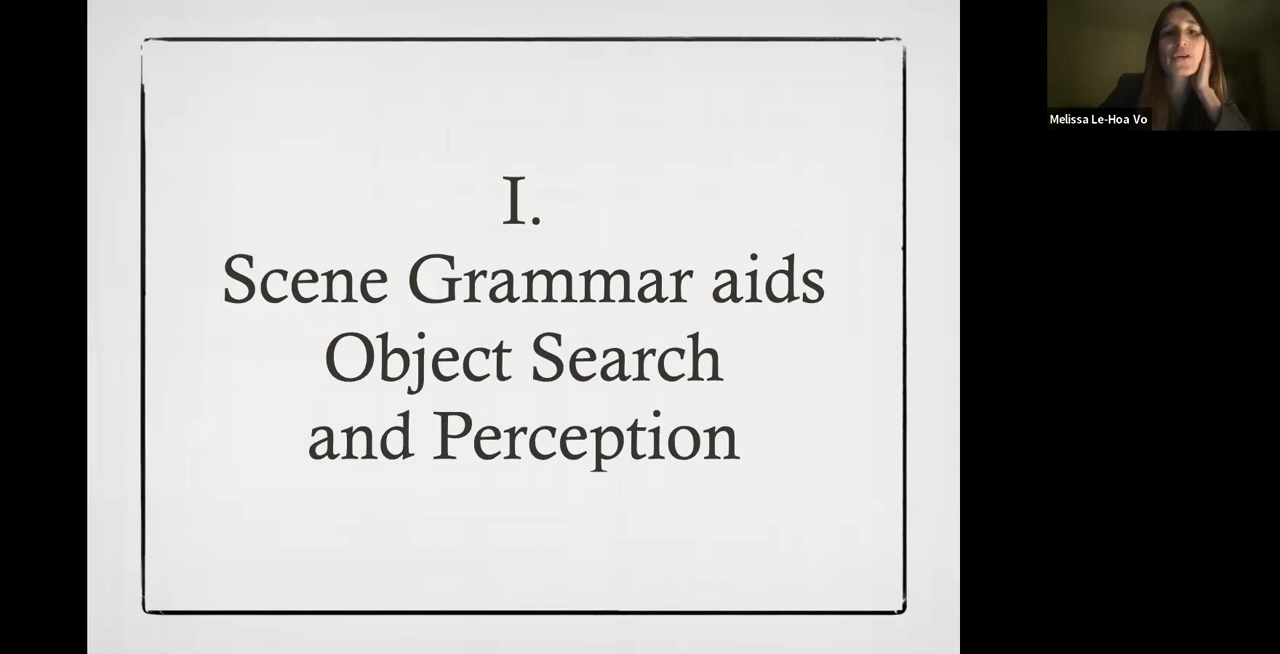 I.
Scene Grammar aids
Object Search
and Perception
Melissa Le-Hoa Vo